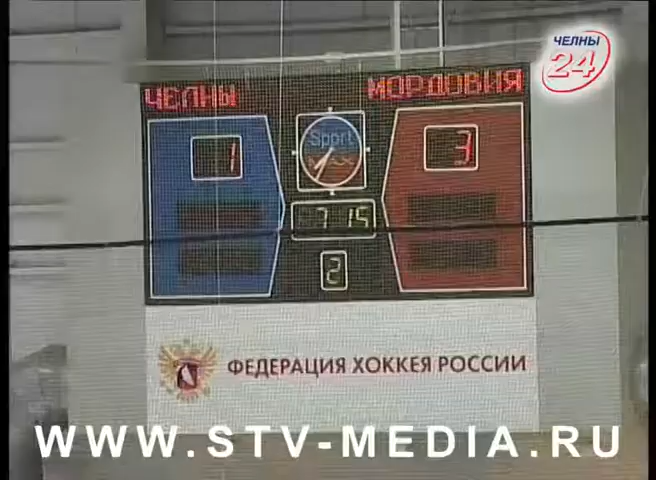 ЧЕЛНЫ
24
ЧЕЛНЫ МОРДОВИЯ
1 3
Sport
7 15
2
ФЕДЕРАЦИЯ ХОККЕЯ РОССИИ
WWW.STV-MEDIA.RU